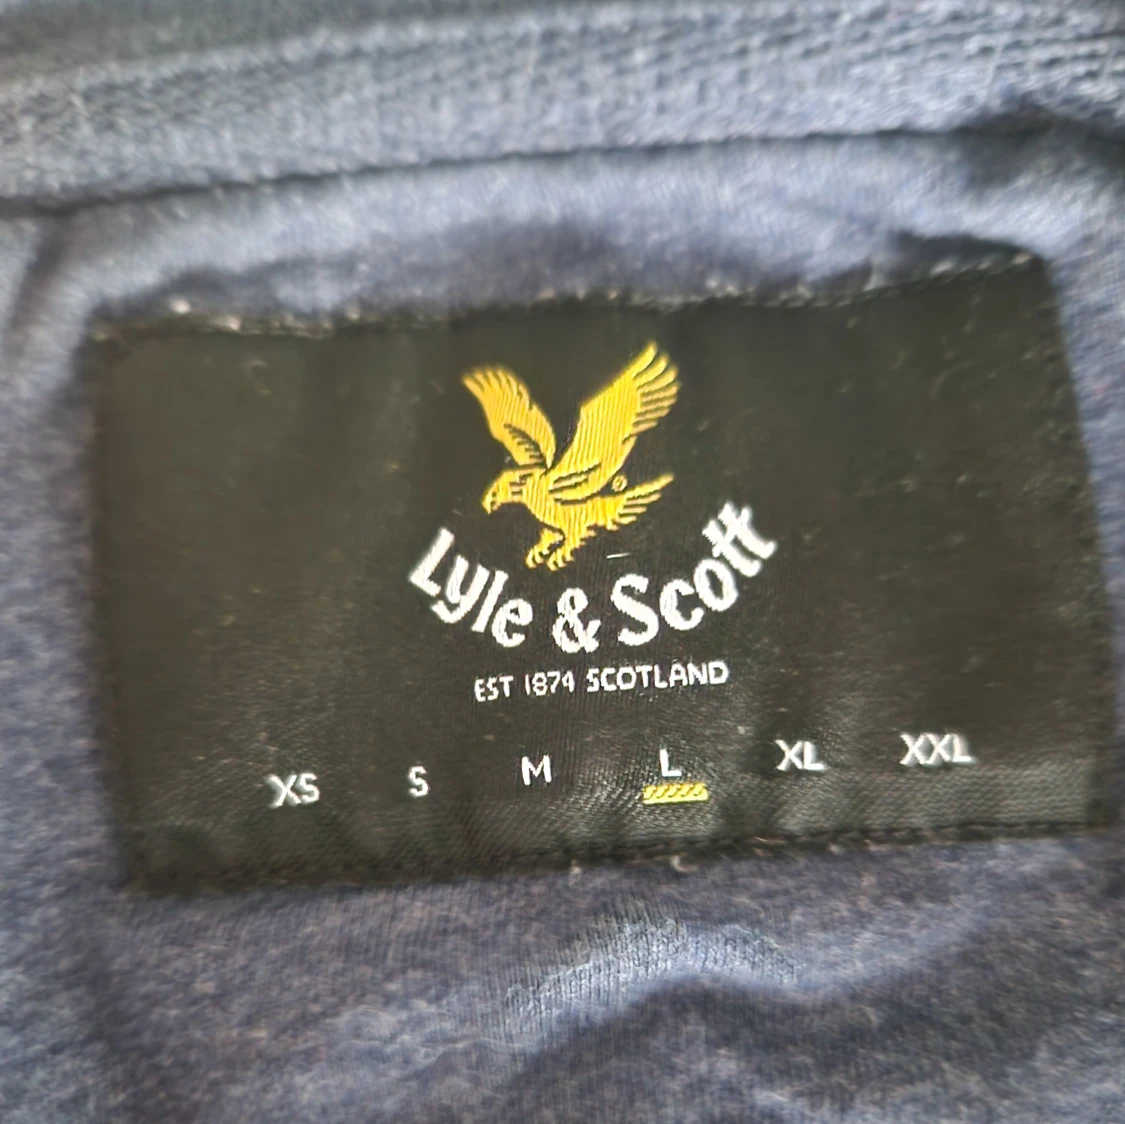 Lyle & Scott
EST 1874 SCOTLAND
XS S M L XL XXL